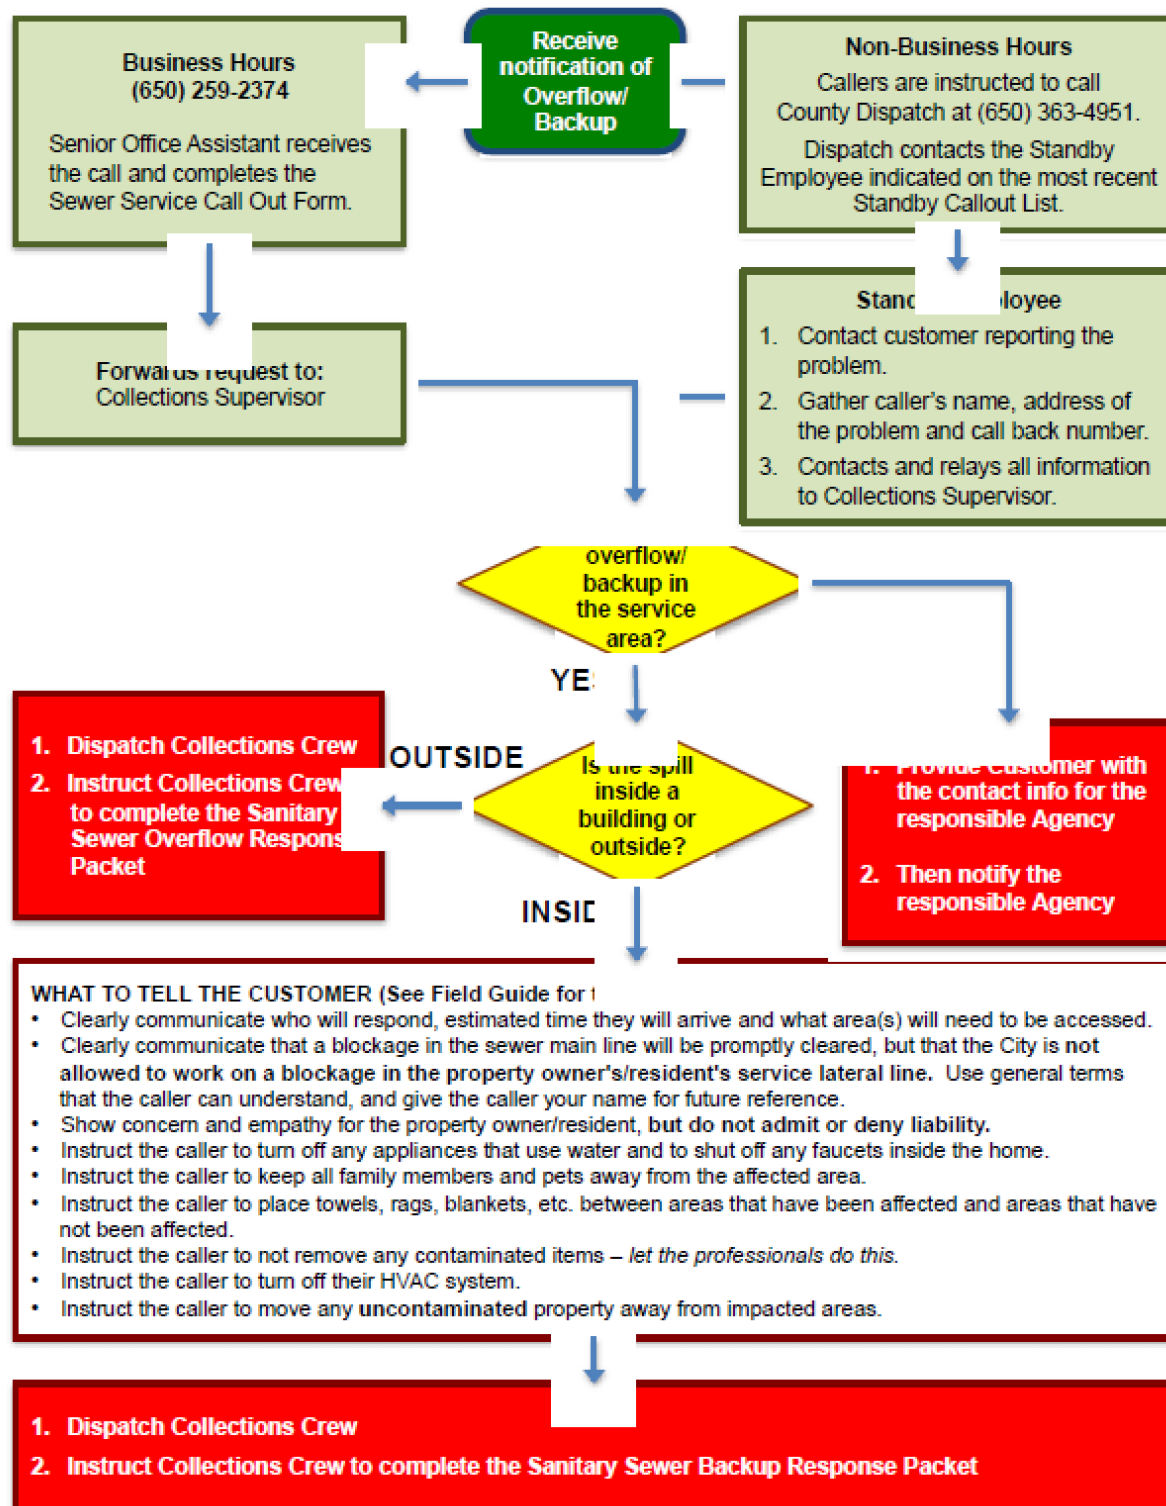 Receive
notification of
Overflow/
Backup
Business Hours
(650) 259-2374
Senior Office Assistant receives
the call and completes the
Sewer Service Call Out Form.
Non-Business Hours
Callers are instructed to call
County Dispatch at (650) 363-4951.
Dispatch contacts the Standby
Employee indicated on the most recent
Standby Callout List.
Forwards request to:
Collections Supervisor
1. Contact customer reporting the
problem.
2. Gather caller's name, address of
the problem and call back number.
3. Contacts and relays all information
to Collections Supervisor.
overflow/
backup in
the service
area?
1. Dispatch Collections Crew
2. Instruct Collections Crew
to complete the Sanitary
Sewer Overflow Response
Packet
OUTSIDE
Is the spill
inside a
building or
outside?
1. Provide Customer with
the contact info for the
responsible Agency
2. Then notify the
responsible Agency
WHAT TO TELL THE CUSTOMER (See Field Guide for
• Clearly communicate who will respond, estimated time they will arrive and what area(s) will need to be accessed.
• Clearly communicate that a blockage in the sewer main line will be promptly cleared, but that the City is not
allowed to work on a blockage in the property owner's/resident's service lateral line. Use general terms
that the caller can understand, and give the caller your name for future reference.
• Show concern and empathy for the property owner/resident, but do not admit or deny liability.
• Instruct the caller to turn off any appliances that use water and to shut off any faucets inside the home.
• Instruct the caller to keep all family members and pets away from the affected area.
• Instruct the caller to place towels, rags, blankets, etc. between areas that have been affected and areas that have
not been affected.
• Instruct the caller to not remove any contaminated items – let the professionals do this.
• Instruct the caller to turn off their HVAC system.
• Instruct the caller to move any uncontaminated property away from impacted areas.
1. Dispatch Collections Crew
2. Instruct Collections Crew to complete the Sanitary Sewer Backup Response Packet